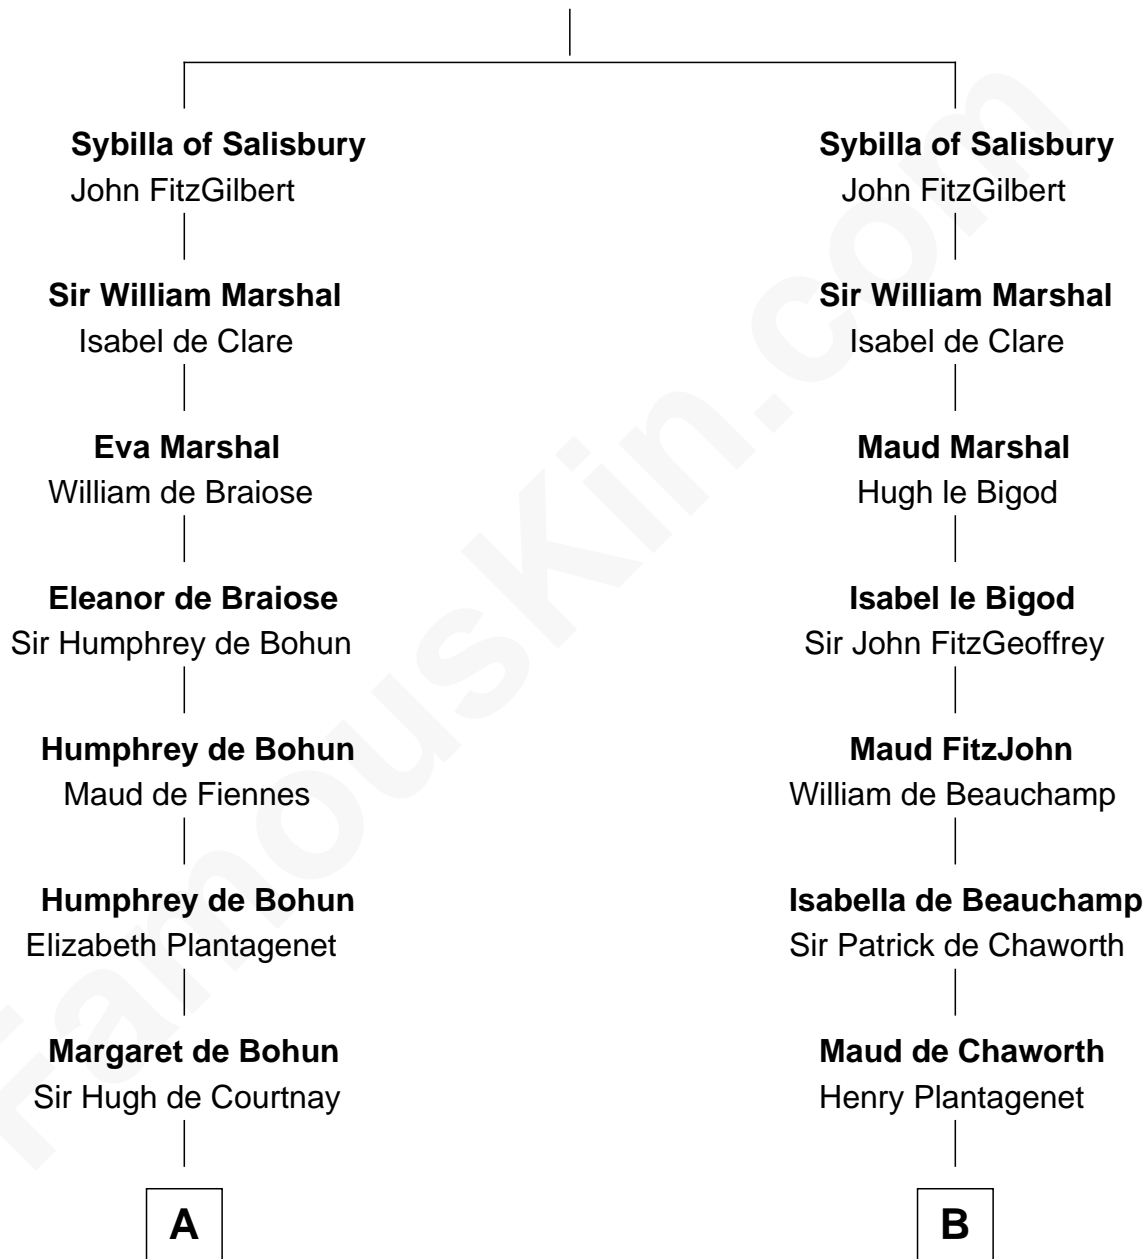 Sybilla of Salisbury
John FitzGilbert
Sir William Marshal
Isabel de Clare
Eva Marshal
William de Braiose
Eleanor de Braiose
Sir Humphrey de Bohun
Humphrey de Bohun
Maud de Fiennes
Humphrey de Bohun
Elizabeth Plantagenet
Margaret de Bohun
Sir Hugh de Courtnay
A
Sybilla of Salisbury
John FitzGilbert
Sir William Marshal
Isabel de Clare
Maud Marshal
Hugh le Bigod
Isabel le Bigod
Sir John FitzGeoffrey
Maud FitzJohn
William de Beauchamp
Isabella de Beauchamp
Sir Patrick de Chaworth
Maud de Chaworth
Henry Plantagenet
B
FamousKin.com